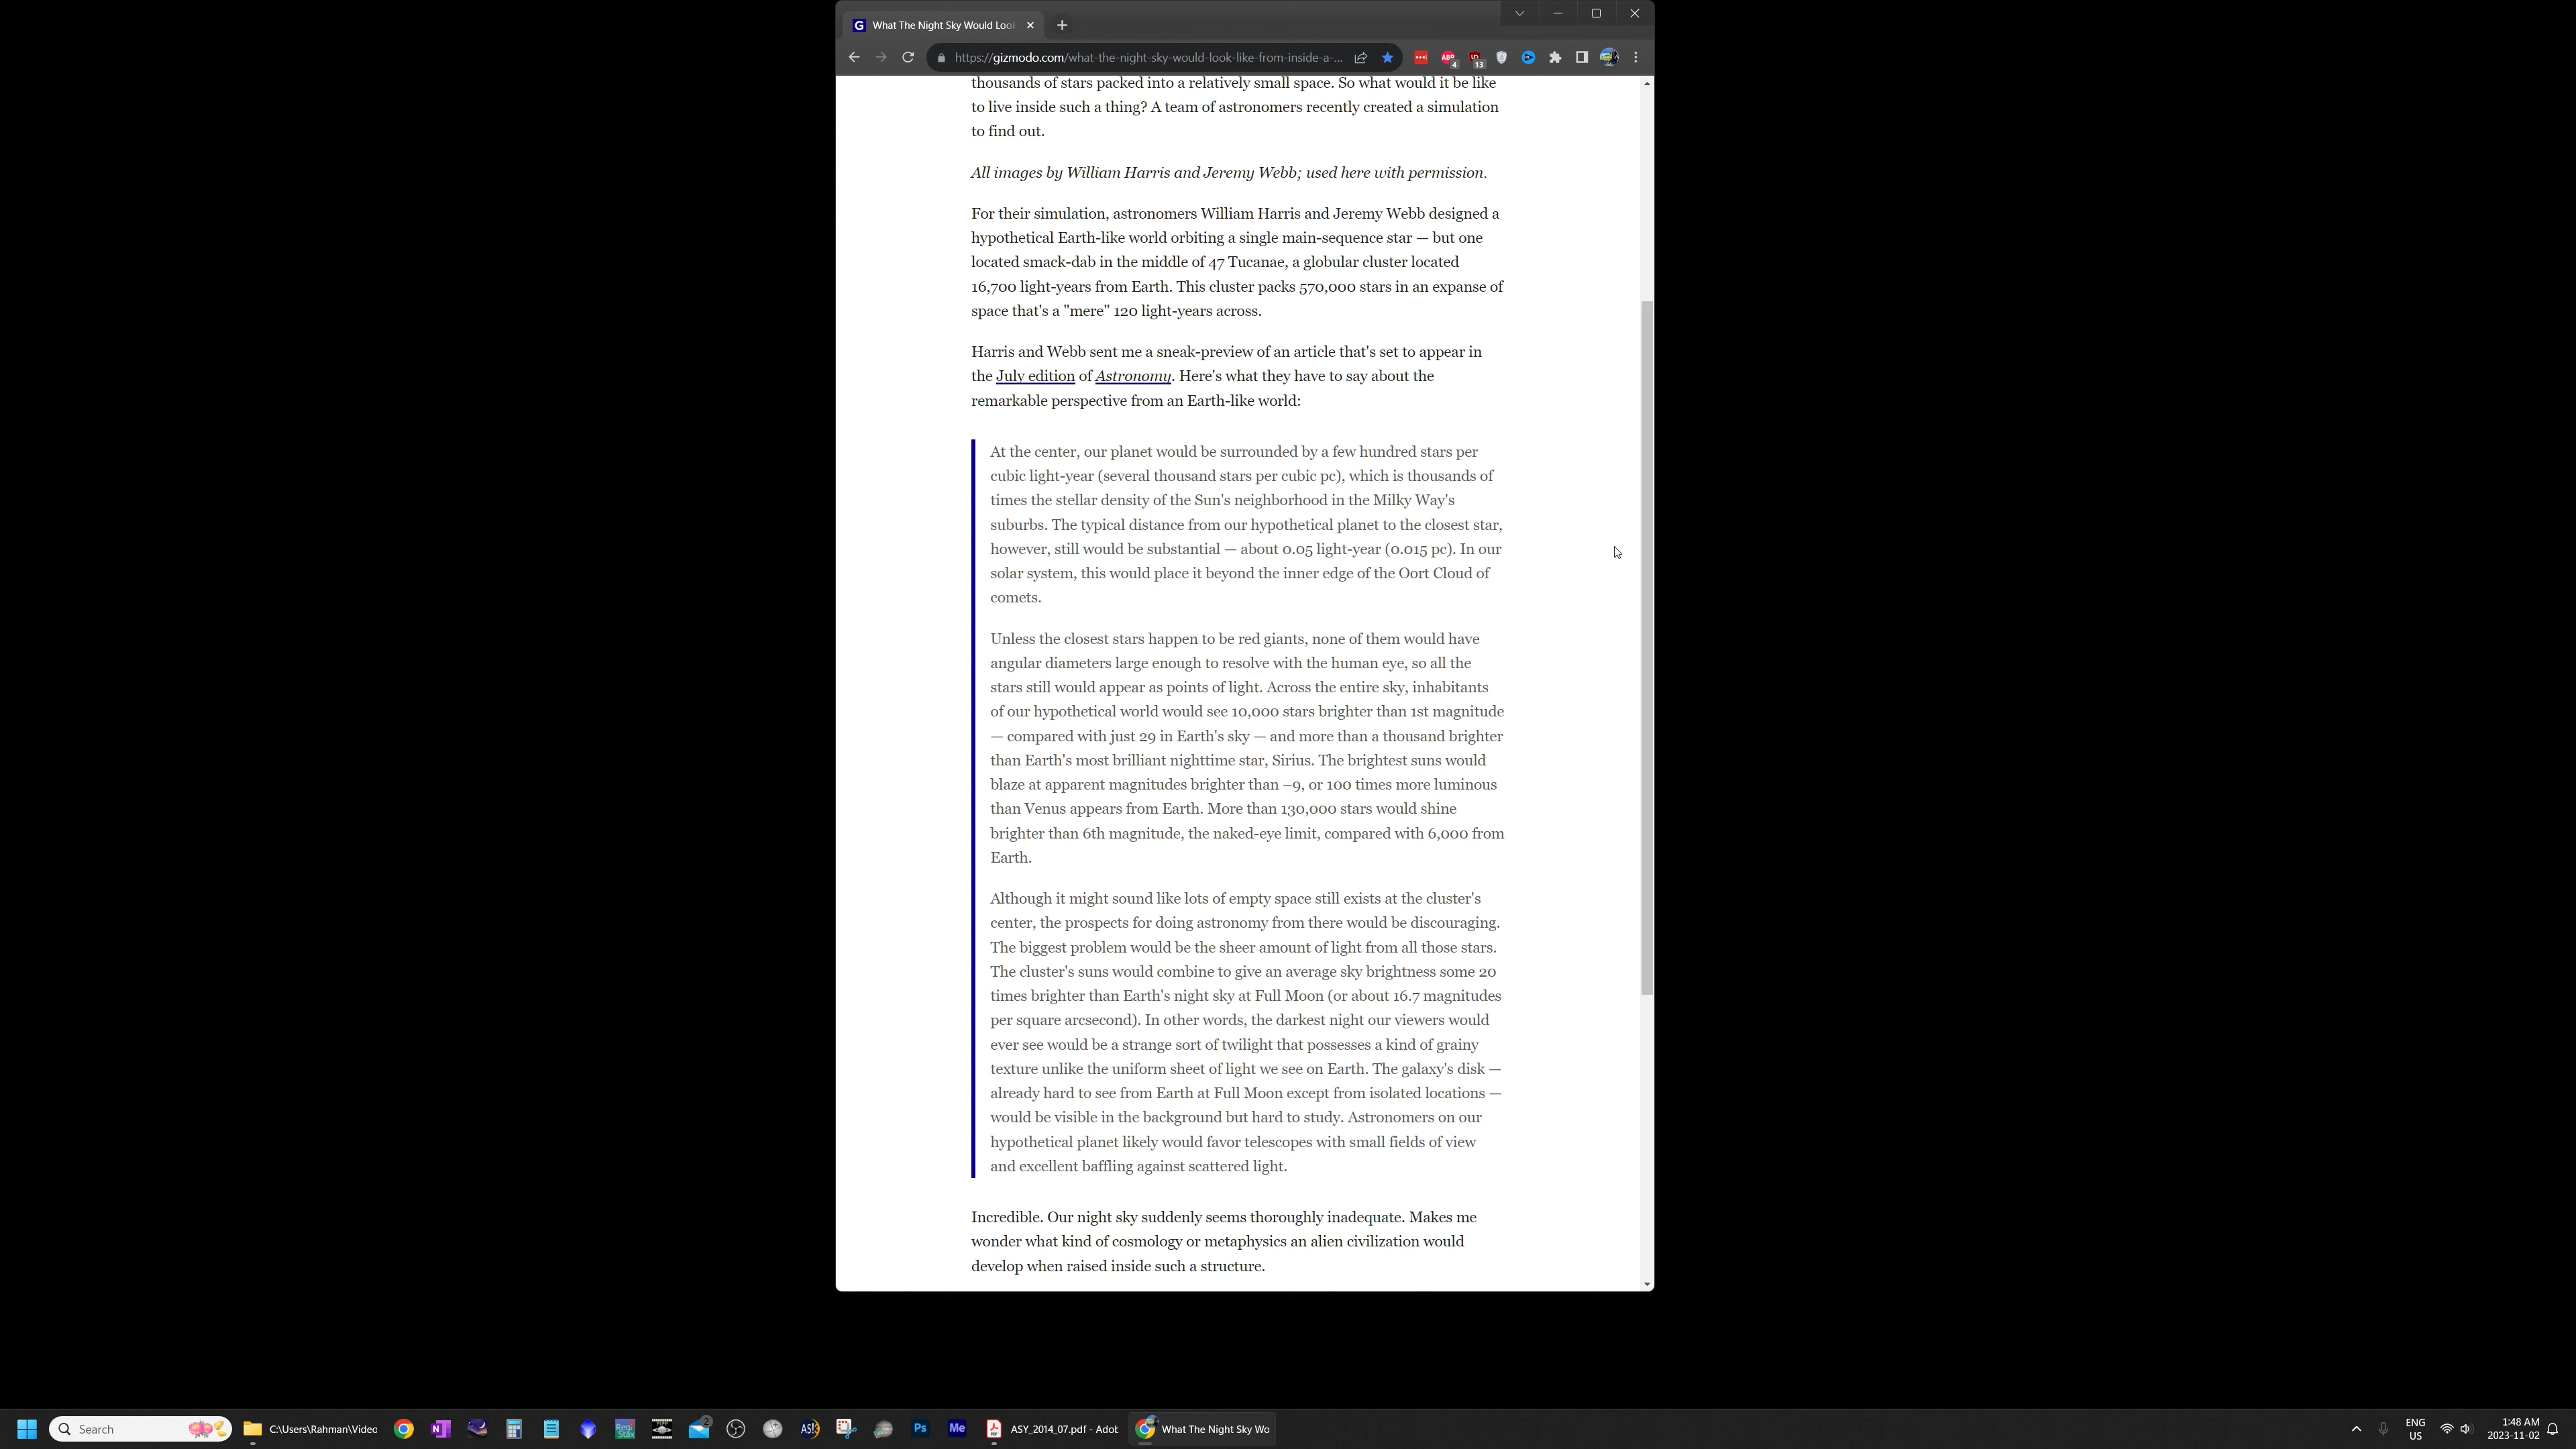 What The Night Sky Would Loo
https://gizmodo.com/what-the-night-sky-would-look-like-from-inside-a-...
ABP
4
13
thousands of stars packed into a relatively small space. So what would it be like
to live inside such a thing? A team of astronomers recently created a simulation
to find out.
All images by William Harris and Jeremy Webb; used here with permission.
For their simulation, astronomers William Harris and Jeremy Webb designed a
hypothetical Earth-like world orbiting a single main-sequence star — but one
located smack-dab in the middle of 47 Tucanae, a globular cluster located
16,700 light-years from Earth. This cluster packs 570,000 stars in an expanse of
space that's a "mere" 120 light-years across.
Harris and Webb sent me a sneak-preview of an article that's set to appear in
the July edition of Astronomy. Here's what they have to say about the
remarkable perspective from an Earth-like world:
At the center, our planet would be surrounded by a few hundred stars per
cubic light-year (several thousand stars per cubic pc), which is thousands of
times the stellar density of the Sun's neighborhood in the Milky Way's
suburbs. The typical distance from our hypothetical planet to the closest star,
however, still would be substantial — about 0.05 light-year (0.015 pc). In our
solar system, this would place it beyond the inner edge of the Oort Cloud of
comets.
Unless the closest stars happen to be red giants, none of them would have
angular diameters large enough to resolve with the human eye, so all the
stars still would appear as points of light. Across the entire sky, inhabitants
of our hypothetical world would see 10,000 stars brighter than 1st magnitude
— compared with just 29 in Earth's sky — and more than a thousand brighter
than Earth's most brilliant nighttime star, Sirius. The brightest suns would
blaze at apparent magnitudes brighter than –9, or 100 times more luminous
than Venus appears from Earth. More than 130,000 stars would shine
brighter than 6th magnitude, the naked-eye limit, compared with 6,000 from
Earth.
Although it might sound like lots of empty space still exists at the cluster's
center, the prospects for doing astronomy from there would be discouraging.
The biggest problem would be the sheer amount of light from all those stars.
The cluster's suns would combine to give an average sky brightness some 20
times brighter than Earth's night sky at Full Moon (or about 16.7 magnitudes
per square arcsecond). In other words, the darkest night our viewers would
ever see would be a strange sort of twilight that possesses a kind of grainy
texture unlike the uniform sheet of light we see on Earth. The galaxy's disk —
already hard to see from Earth at Full Moon except from isolated locations —
would be visible in the background but hard to study. Astronomers on our
hypothetical planet likely would favor telescopes with small fields of view
and excellent baffling against scattered light.
Incredible. Our night sky suddenly seems thoroughly inadequate. Makes me
wonder what kind of cosmology or metaphysics an alien civilization would
develop when raised inside such a structure.
Search
C:\Users\Rahman\Video
AS!3
Ps
Me
ASY_2014_07.pdf - Adob
What The Night Sky Wo
ENG
US
1:48 AM
2023-11-02